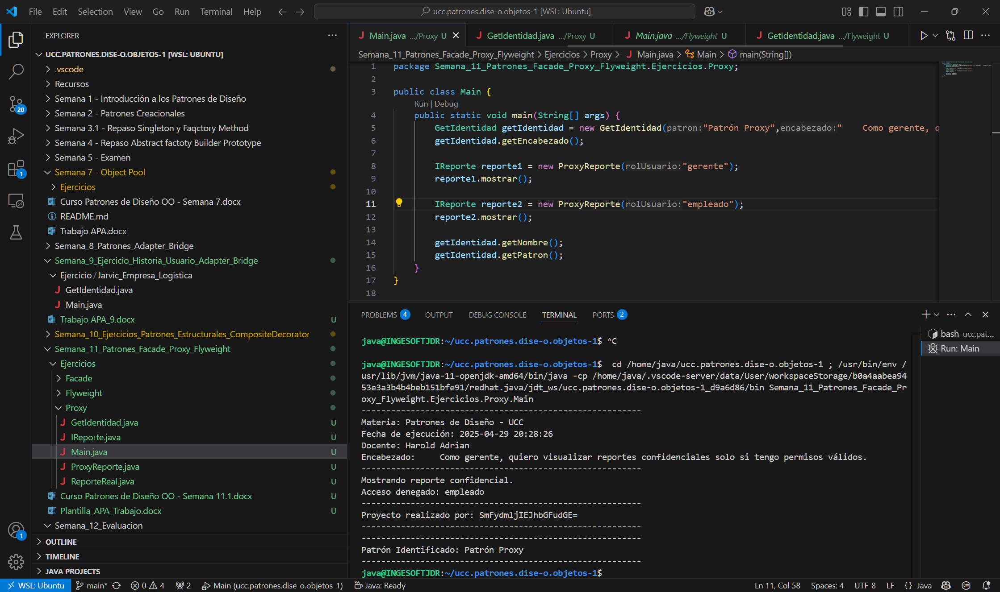 File Edit Selection View Go Run Terminal Help
ucc.patrones.dise-o.objetos-1 [WSL: Ubuntu]
EXPLORER
UCC.PATRONES.DISE-O.OBJETOS-1 [WSL: UBUNTU]
.vscode
Recursos
Semana 1 - Introducción a los Patrones de Diseño
Semana 2 - Patrones Creacionales
Semana 3.1 - Repaso Singleton y Faqctory Method
Semana 4 - Repaso Abstract factoty Builder Prototype
Semana 5 - Examen
Semana 7 - Object Pool
Ejercicios
Curso Patrones de Diseño OO - Semana 7.docx
README.md
Trabajo APA.docx
Semana_8_Patrones_Adapter_Bridge
Semana_9_Ejercicio_Historia_Usuario_Adapter_Bridge
Ejercicio/Jarvic_Empresa_Logistica
GetIdentidad.java
Main.java
Trabajo APA_9.docx U
Semana_10_Ejercicios_Patrones_Estructurales_CompositeDecorator
Semana_11_Patrones_Facade_Proxy_Flyweight
Ejercicios
Facade
Flyweight
Proxy
GetIdentidad.java U
IReporte.java U
Main.java U
ProxyReporte.java U
ReporteReal.java U
Curso Patrones de Diseño OO - Semana 11.1.docx U
Plantilla_APA_Trabajo.docx U
Semana_12_Evaluacion
OUTLINE
TIMELINE
JAVA PROJECTS
20
1
1
Main.java .../Proxy U
GetIdentidad.java .../Proxy U
Main.java .../Flyweight U
GetIdentidad.java .../Flyweight U
Semana_11_Patrones_Facade_Proxy_Flyweight > Ejercicios > Proxy > Main.java > Main > main(String[])
1 package Semana_11_Patrones_Facade_Proxy_Flyweight.Ejercicios.Proxy;
2
3 public class Main {
Run | Debug
4 public static void main(String[] args) {
5 GetIdentidad getIdentidad = new GetIdentidad(patron:"Patrón Proxy",encabezado:" Como gerente, q
6 getIdentidad.getEncabezado();
7
8 IReporte reporte1 = new ProxyReporte(rolUsuario:"gerente");
9 reporte1.mostrar();
10
11 IReporte reporte2 = new ProxyReporte(rolUsuario:"empleado");
12 reporte2.mostrar();
13
14 getIdentidad.getNombre();
15 getIdentidad.getPatron();
16 }
17 }
18
PROBLEMS 4 OUTPUT DEBUG CONSOLE TERMINAL PORTS 2
bash ucc.pat...
Run: Main
java@INGESOFTJDR:~/ucc.patrones.dise-o.objetos-1$ ^C
java@INGESOFTJDR:~/ucc.patrones.dise-o.objetos-1$ cd /home/java/ucc.patrones.dise-o.objetos-1 ; /usr/bin/env /
usr/lib/jvm/java-11-openjdk-amd64/bin/java -cp /home/java/.vscode-server/data/User/workspaceStorage/b0a4aabea94
53e3a3b4b4beb151bfe91/redhat.java/jdt_ws/ucc.patrones.dise-o.objetos-1_d9a6d86/bin Semana_11_Patrones_Facade_Pr
oxy_Flyweight.Ejercicios.Proxy.Main
---------------------------------------------------------
Materia: Patrones de Diseño - UCC
Fecha de ejecución: 2025-04-29 20:28:26
Docente: Harold Adrian
Encabezado: Como gerente, quiero visualizar reportes confidenciales solo si tengo permisos válidos.
---------------------------------------------------------
Mostrando reporte confidencial.
Acceso denegado: empleado
---------------------------------------------------------
Proyecto realizado por: SmFydmljIEJhbGFudGE=
---------------------------------------------------------
---------------------------------------------------------
Patrón Identificado: Patrón Proxy
---------------------------------------------------------
java@INGESOFTJDR:~/ucc.patrones.dise-o.objetos-1$
WSL: Ubuntu main* 0 4 2 Main (ucc.patrones.dise-o.objetos-1) Java: Ready Ln 11, Col 58 Spaces: 4 UTF-8 LF {} Java